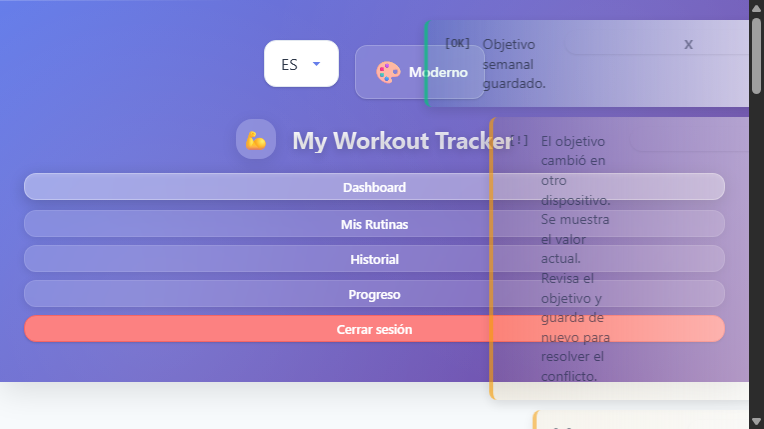 ES
Moderno
[OK] Objetivo
semanal
guardado.
X
My Workout Tracker
[!] El objetivo
cambió en
otro
dispositivo.
Se muestra
el valor
actual.
Revisa el
objetivo y
guarda de
nuevo para
resolver el
conflicto.
Dashboard
Mis Rutinas
Historial
Progreso
Cerrar sesión